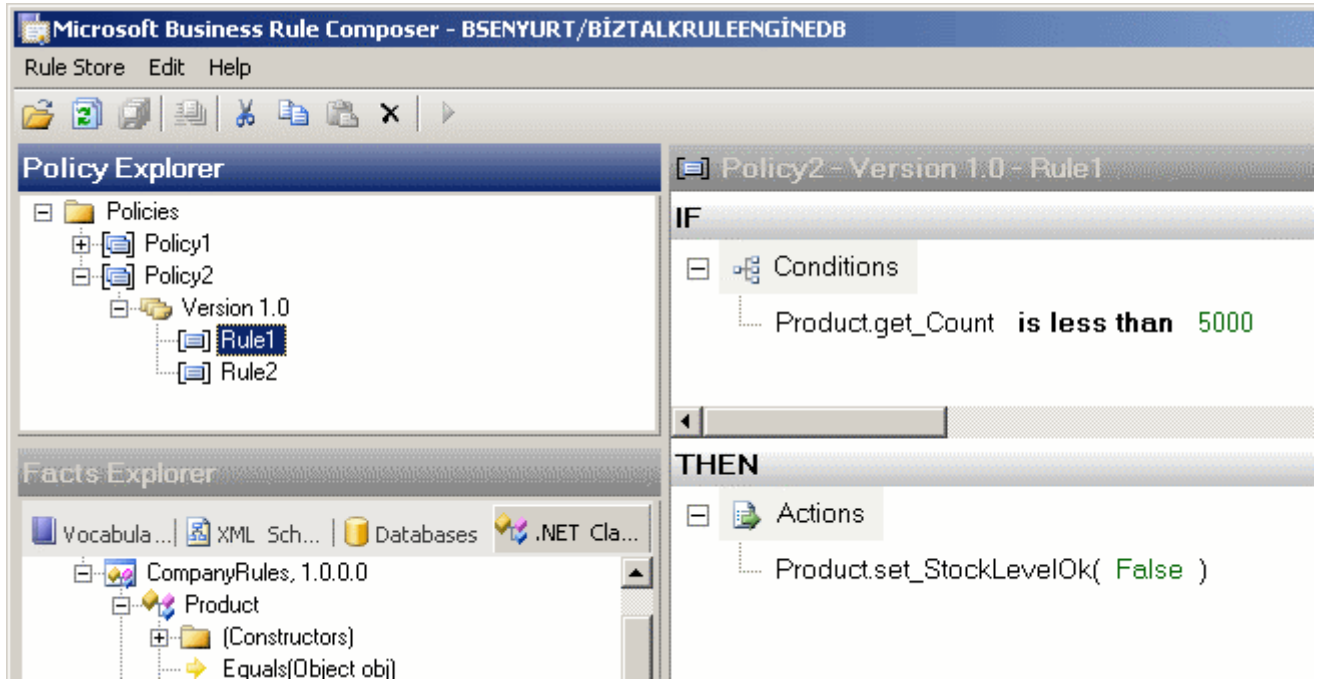 Microsoft Business Rule Composer - BSENYURT/BİZTALKRULEENGİNEDB
Rule Store Edit Help
Policy Explorer
Policies
Policy1
Policy2
Version 1.0
Rule1
Rule2
Facts Explorer
Vocabula... XML Sch... Databases .NET Cla...
CompanyRules, 1.0.0.0
Product
(Constructors)
Equals(Object obj)
Policy2 - Version 1.0 - Rule1
IF
Conditions
Product.get_Count is less than 5000
THEN
Actions
Product.set_StockLevelOk( False )